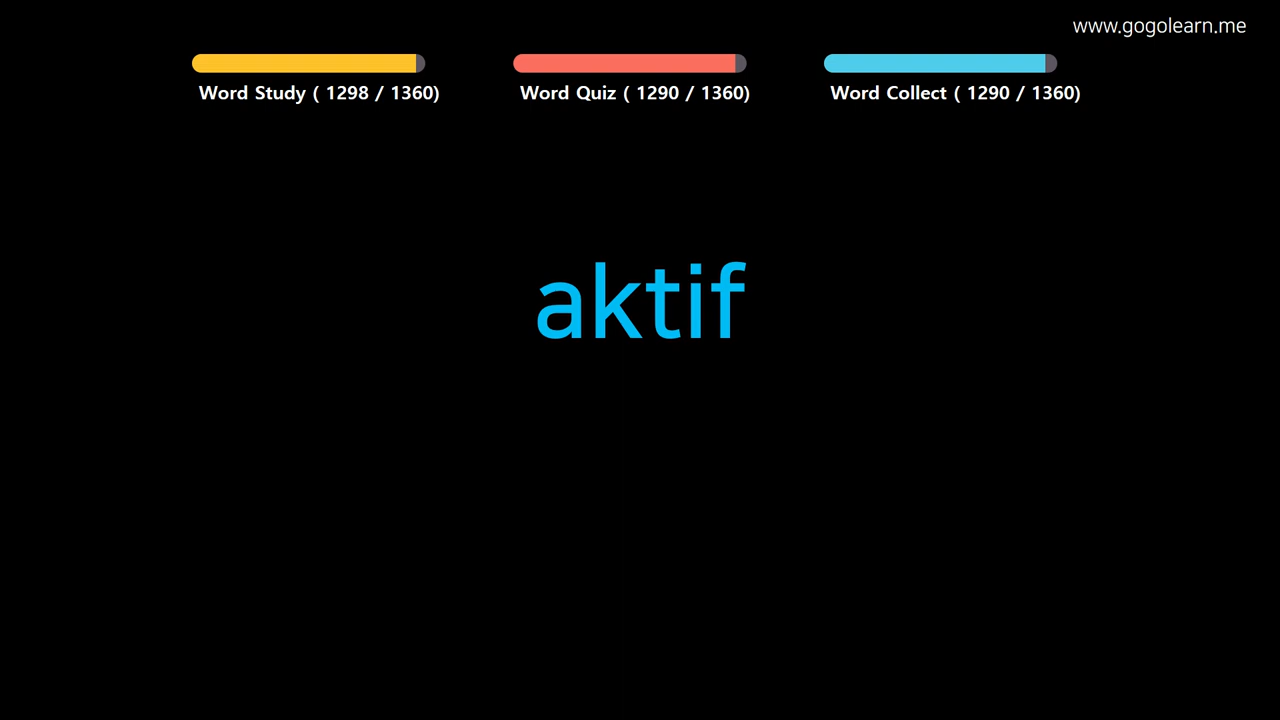 www.gogolearn.me
Word Study ( 1298 / 1360)
Word Quiz ( 1290 / 1360)
Word Collect ( 1290 / 1360)
aktif